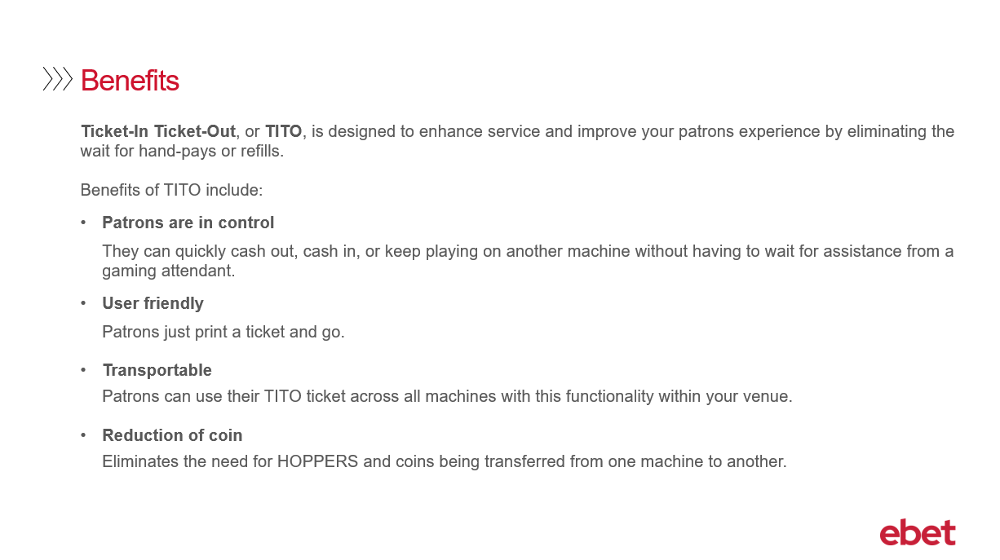 Benefits
Ticket-In Ticket-Out, or TITO, is designed to enhance service and improve your patrons experience by eliminating the
wait for hand-pays or refills.
Benefits of TITO include:
• Patrons are in control
They can quickly cash out, cash in, or keep playing on another machine without having to wait for assistance from a
gaming attendant.
• User friendly
Patrons just print a ticket and go.
• Transportable
Patrons can use their TITO ticket across all machines with this functionality within your venue.
• Reduction of coin
Eliminates the need for HOPPERS and coins being transferred from one machine to another.
ebet